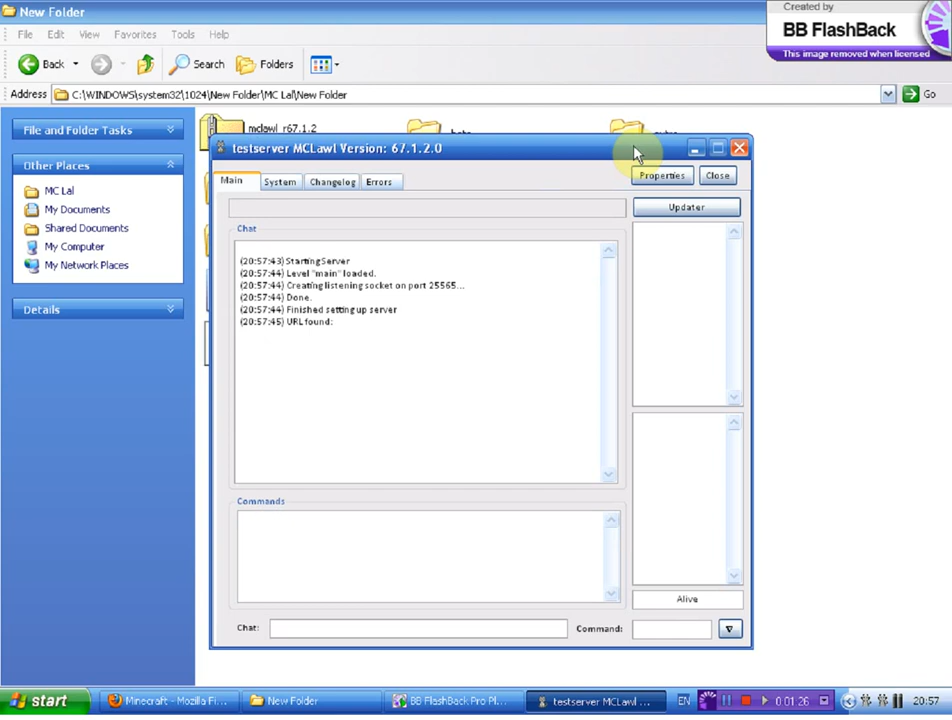 New Folder
File Edit View Favorites Tools Help
Back Search Folders
Address C:\WINDOWS\system32\1024\New Folder\MC Lal\New Folder Go
Created by
BB FlashBack
This image removed when licensed
File and Folder Tasks
Other Places
MC Lal
My Documents
Shared Documents
My Computer
My Network Places
Details
mclawl_r67.1.2
testserver MCLawl Version: 67.1.2.0
Main System Changelog Errors
Properties Close
Updater
Chat
(20:57:43) Starting Server
(20:57:44) Level "main" loaded.
(20:57:44) Creating listening socket on port 25565...
(20:57:44) Done.
(20:57:44) Finished setting up server
(20:57:45) URL found:
Commands
Alive
Chat: Command:
start Minecraft - Mozilla Fi... New Folder BB FlashBack Pro Pl... testserver MCLawl ... EN 0:01:26 20:57